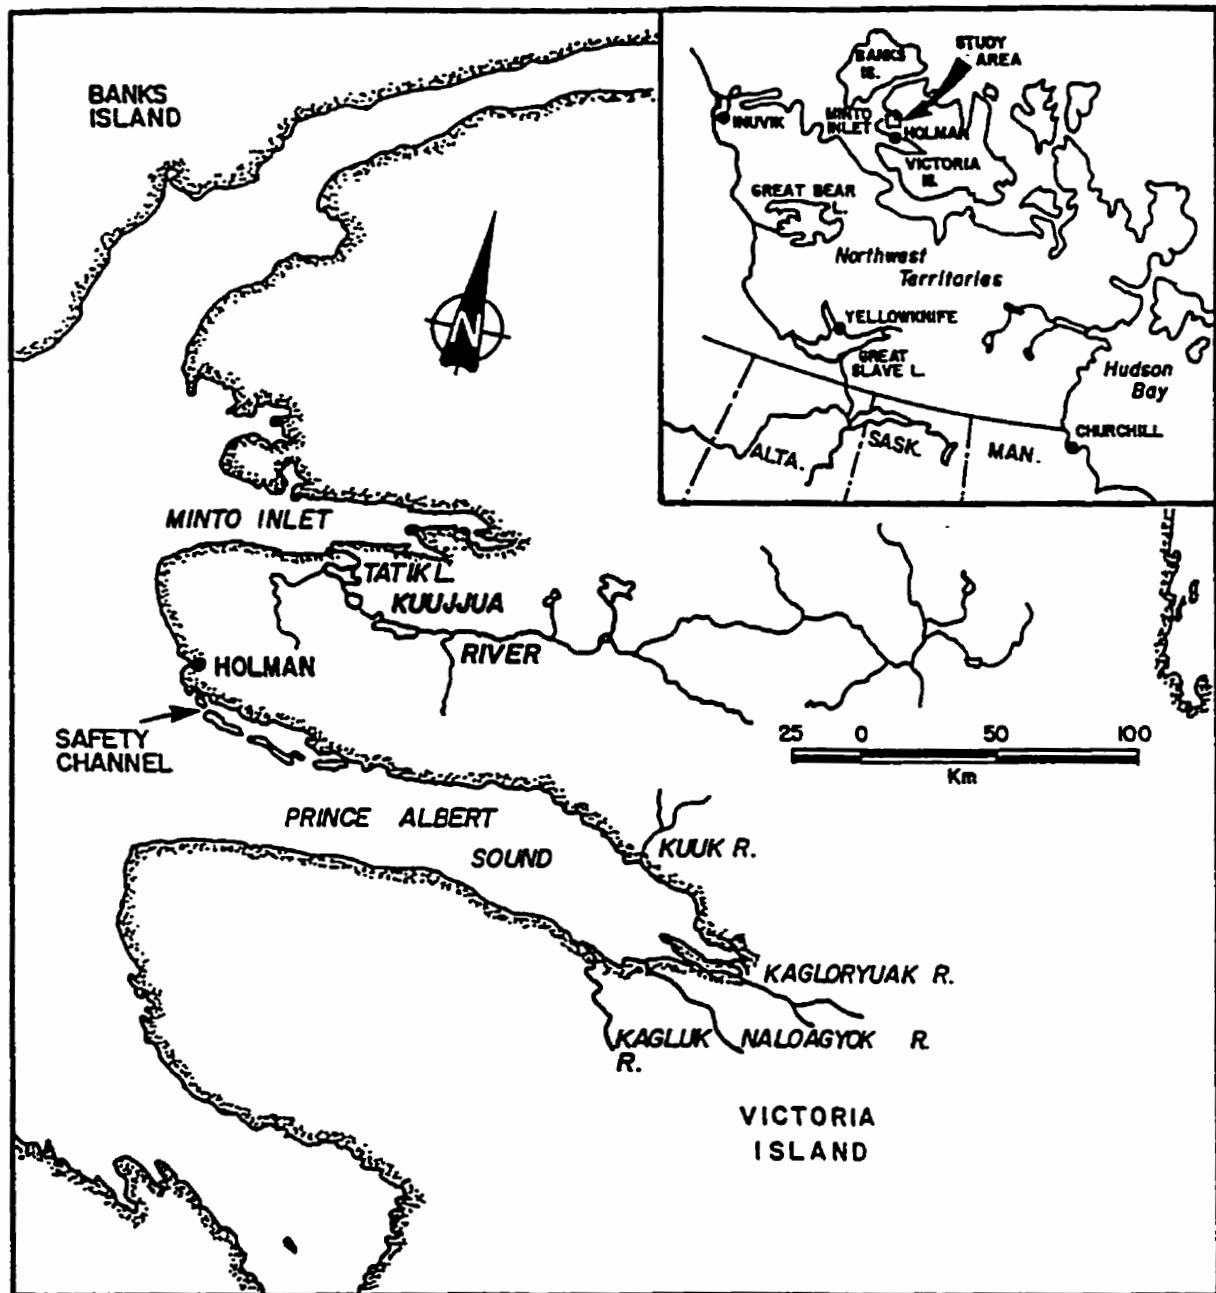 BANKS
ISLAND
STUDY
AREA
BANKS
IS.
INUVIK
MINTO
INLET
HOLMAN
VICTORIA
IS.
GREAT BEAR
L.
Northwest
Territories
YELLOWKNIFE
GREAT
SLAVE L.
Hudson
Bay
CHURCHILL
ALTA.
SASK.
MAN.
N
MINTO INLET
TATIK L.
KUUJJUA
RIVER
HOLMAN
SAFETY
CHANNEL
25 0 50 100
Km
PRINCE ALBERT
SOUND
KUUK R.
KAGLORYUAK R.
KAGLUK
R.
NALOAGYOK R.
VICTORIA
ISLAND